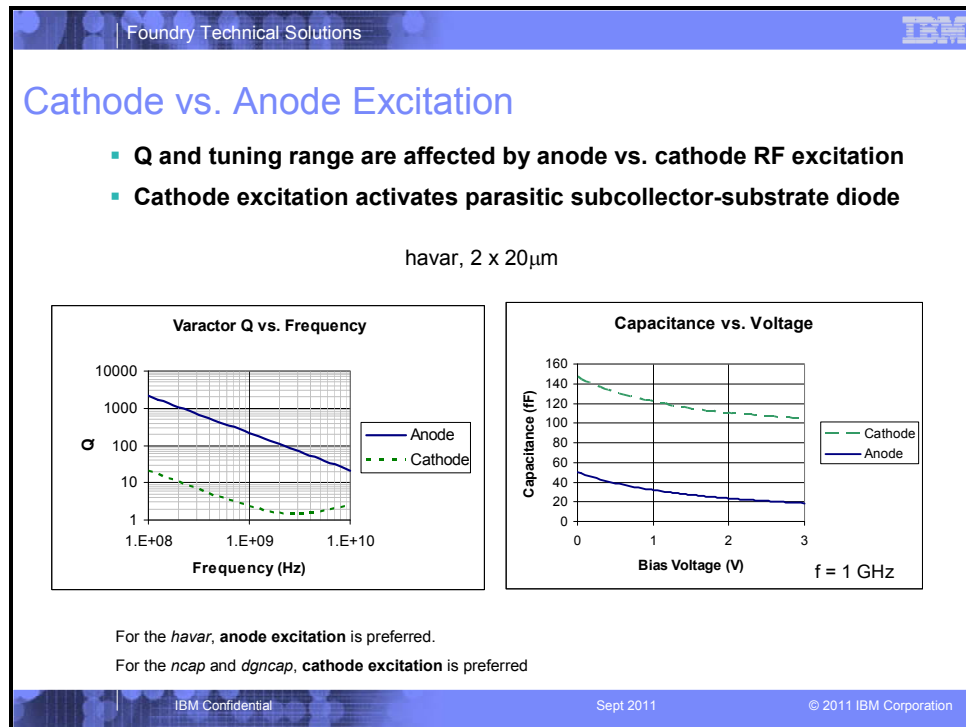 Foundry Technical Solutions
IBM
Cathode vs. Anode Excitation
▪ Q and tuning range are affected by anode vs. cathode RF excitation
▪ Cathode excitation activates parasitic subcollector-substrate diode
havar, 2 x 20μm
Varactor Q vs. Frequency
10000
1000
100
10
1
Q
1.E+08 1.E+09 1.E+10
Frequency (Hz)
Anode
Cathode
Capacitance vs. Voltage
160
140
120
100
80
60
40
20
0
Capacitance (fF)
0 1 2 3
Bias Voltage (V)
Cathode
Anode
f = 1 GHz
For the havar, anode excitation is preferred.
For the ncap and dgncap, cathode excitation is preferred
IBM Confidential Sept 2011 © 2011 IBM Corporation